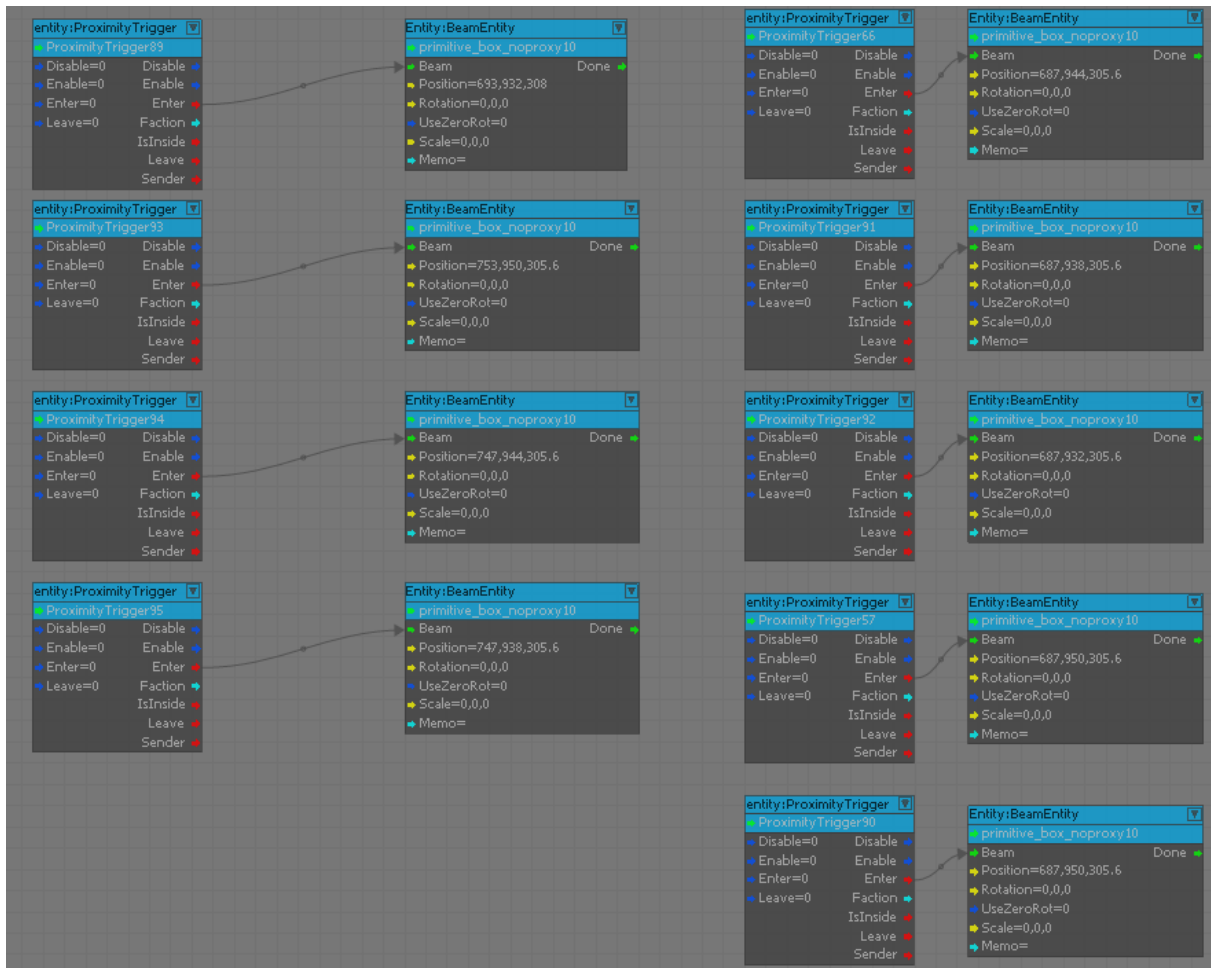 entity:ProximityTrigger
ProximityTrigger89
Disable=0 Disable
Enable=0 Enable
Enter=0 Enter
Leave=0 Faction
IsInside
Leave
Sender
Entity:BeamEntity
primitive_box_noproxy10
Beam Done
Position=693,932,308
Rotation=0,0,0
UseZeroRot=0
Scale=0,0,0
Memo=
entity:ProximityTrigger
ProximityTrigger66
Disable=0 Disable
Enable=0 Enable
Enter=0 Enter
Leave=0 Faction
IsInside
Leave
Sender
Entity:BeamEntity
primitive_box_noproxy10
Beam Done
Position=687,944,305.6
Rotation=0,0,0
UseZeroRot=0
Scale=0,0,0
Memo=
entity:ProximityTrigger
ProximityTrigger93
Disable=0 Disable
Enable=0 Enable
Enter=0 Enter
Leave=0 Faction
IsInside
Leave
Sender
Entity:BeamEntity
primitive_box_noproxy10
Beam Done
Position=753,950,305.6
Rotation=0,0,0
UseZeroRot=0
Scale=0,0,0
Memo=
entity:ProximityTrigger
ProximityTrigger91
Disable=0 Disable
Enable=0 Enable
Enter=0 Enter
Leave=0 Faction
IsInside
Leave
Sender
Entity:BeamEntity
primitive_box_noproxy10
Beam Done
Position=687,938,305.6
Rotation=0,0,0
UseZeroRot=0
Scale=0,0,0
Memo=
entity:ProximityTrigger
ProximityTrigger94
Disable=0 Disable
Enable=0 Enable
Enter=0 Enter
Leave=0 Faction
IsInside
Leave
Sender
Entity:BeamEntity
primitive_box_noproxy10
Beam Done
Position=747,944,305.6
Rotation=0,0,0
UseZeroRot=0
Scale=0,0,0
Memo=
entity:ProximityTrigger
ProximityTrigger92
Disable=0 Disable
Enable=0 Enable
Enter=0 Enter
Leave=0 Faction
IsInside
Leave
Sender
Entity:BeamEntity
primitive_box_noproxy10
Beam Done
Position=687,932,305.6
Rotation=0,0,0
UseZeroRot=0
Scale=0,0,0
Memo=
entity:ProximityTrigger
ProximityTrigger95
Disable=0 Disable
Enable=0 Enable
Enter=0 Enter
Leave=0 Faction
IsInside
Leave
Sender
Entity:BeamEntity
primitive_box_noproxy10
Beam Done
Position=747,938,305.6
Rotation=0,0,0
UseZeroRot=0
Scale=0,0,0
Memo=
entity:ProximityTrigger
ProximityTrigger57
Disable=0 Disable
Enable=0 Enable
Enter=0 Enter
Leave=0 Faction
IsInside
Leave
Sender
Entity:BeamEntity
primitive_box_noproxy10
Beam Done
Position=687,950,305.6
Rotation=0,0,0
UseZeroRot=0
Scale=0,0,0
Memo=
entity:ProximityTrigger
ProximityTrigger90
Disable=0 Disable
Enable=0 Enable
Enter=0 Enter
Leave=0 Faction
IsInside
Leave
Sender
Entity:BeamEntity
primitive_box_noproxy10
Beam Done
Position=687,950,305.6
Rotation=0,0,0
UseZeroRot=0
Scale=0,0,0
Memo=